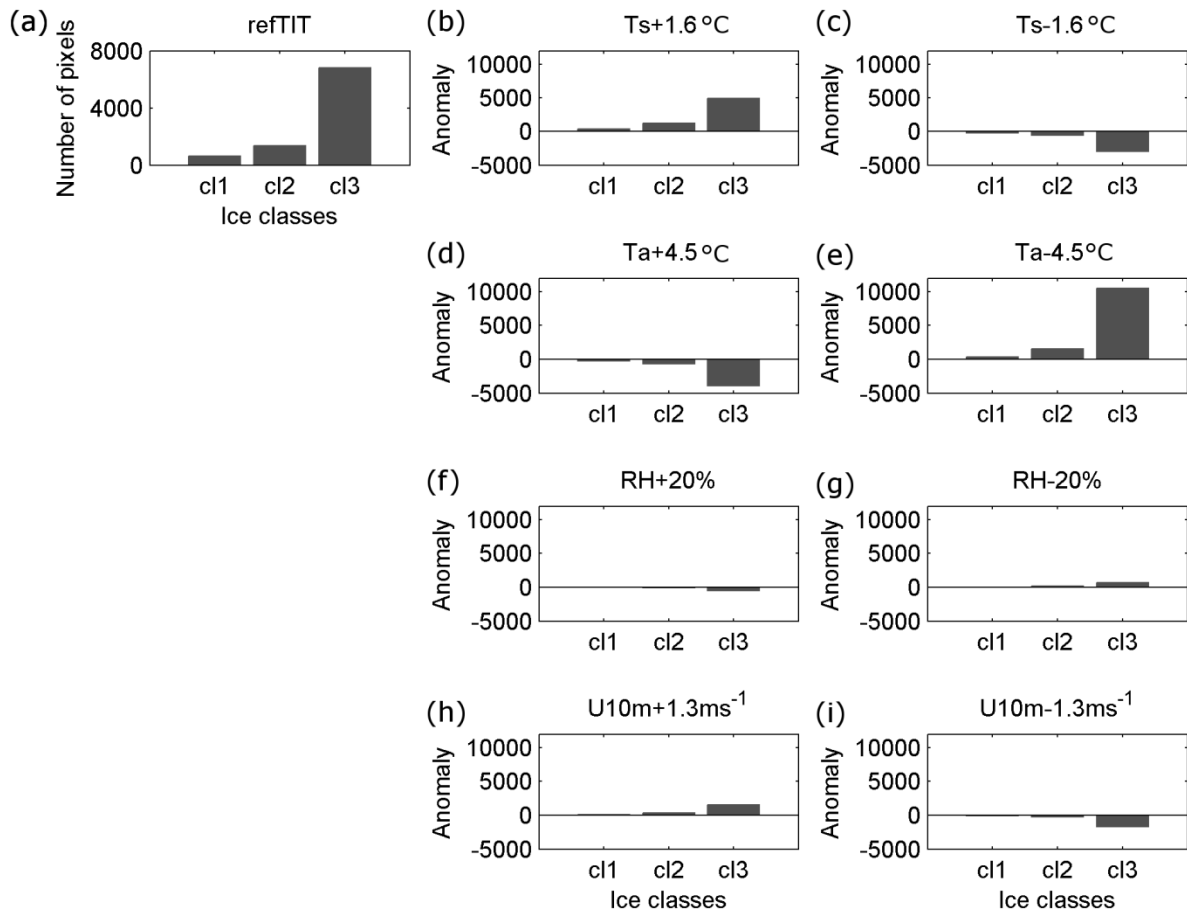 (a)
refTIT
Number of pixels
8000
4000
0
cl1 cl2 cl3
Ice classes
(b)
Ts+1.6 °C
Anomaly
10000
5000
0
-5000
cl1 cl2 cl3
(c)
Ts-1.6 °C
Anomaly
10000
5000
0
-5000
cl1 cl2 cl3
(d)
Ta+4.5 °C
Anomaly
10000
5000
0
-5000
cl1 cl2 cl3
(e)
Ta-4.5°C
Anomaly
10000
5000
0
-5000
cl1 cl2 cl3
(f)
RH+20%
Anomaly
10000
5000
0
-5000
cl1 cl2 cl3
(g)
RH-20%
Anomaly
10000
5000
0
-5000
cl1 cl2 cl3
(h)
U10m+1.3ms⁻¹
Anomaly
10000
5000
0
-5000
cl1 cl2 cl3
Ice classes
(i)
U10m-1.3ms⁻¹
Anomaly
10000
5000
0
-5000
cl1 cl2 cl3
Ice classes